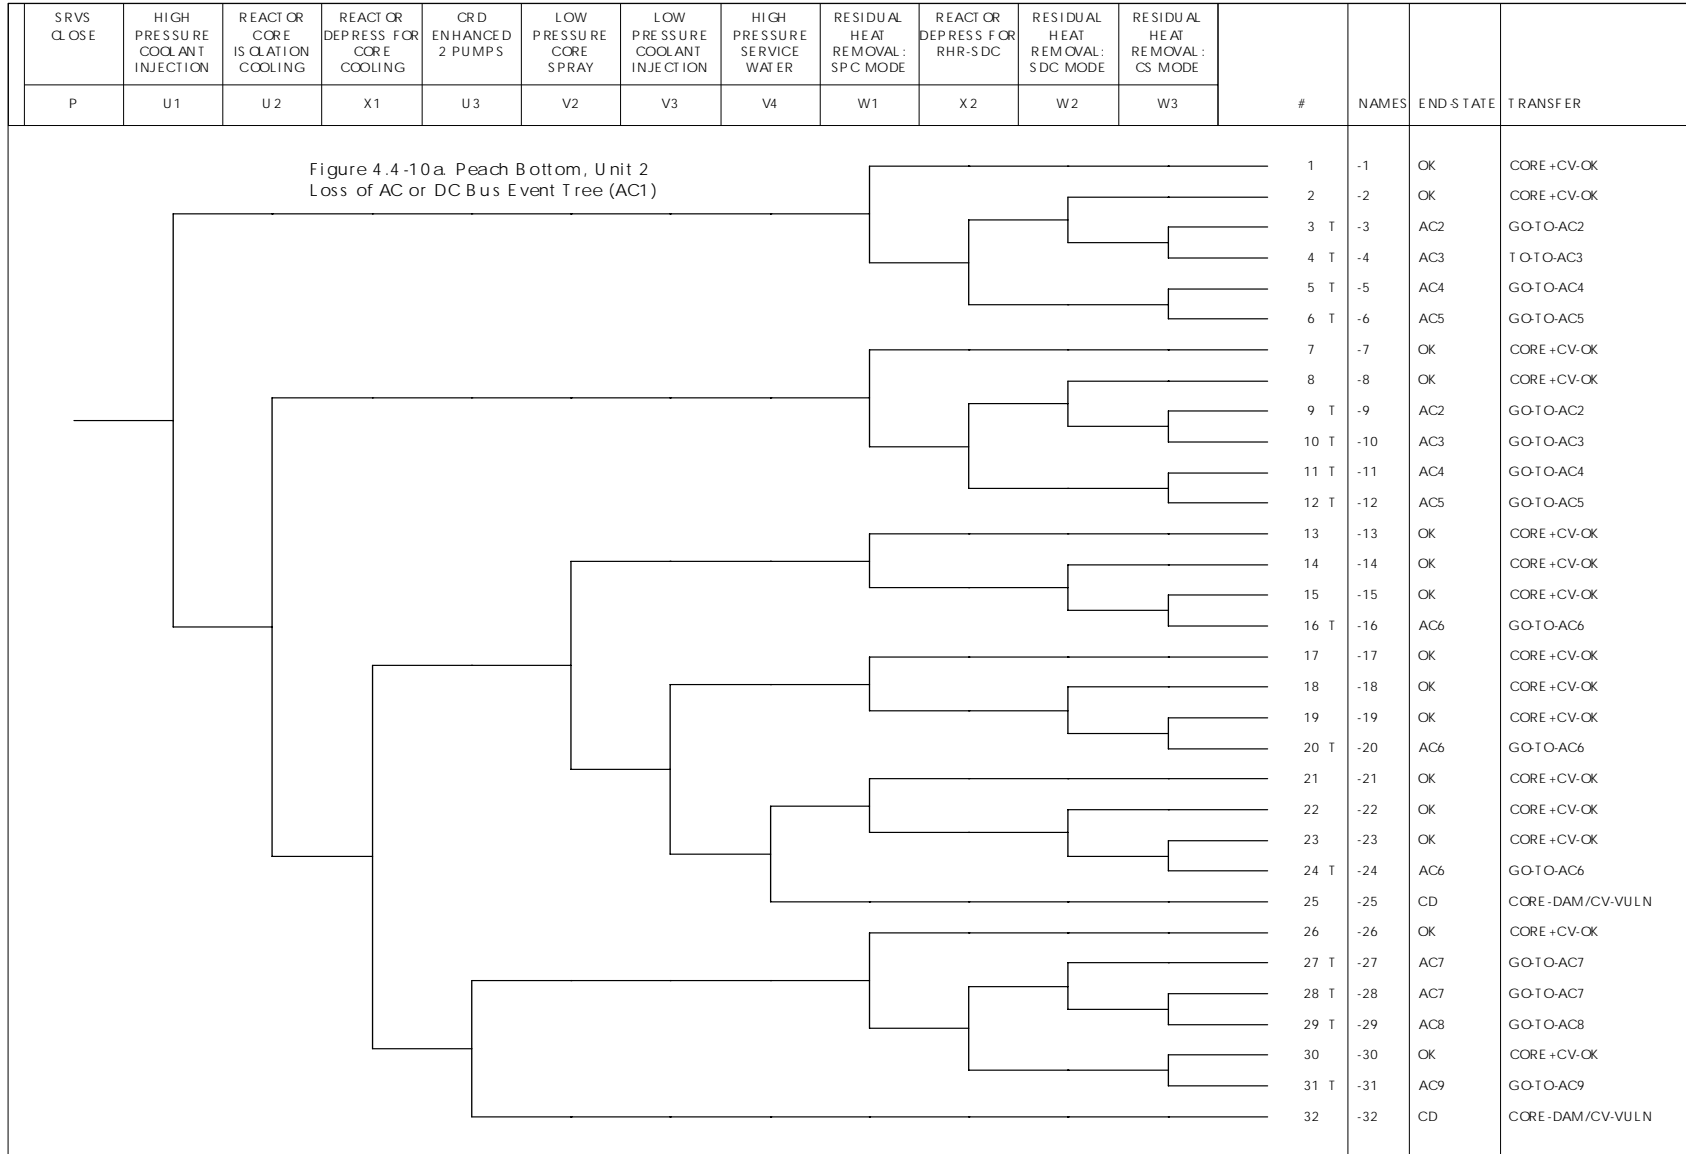 SRVS CLOSE
HIGH PRESSURE COOLANT INJECTION
REACTOR CORE ISOLATION COOLING
REACTOR DEPRESS FOR CORE COOLING
CRD ENHANCED 2 PUMPS
LOW PRESSURE CORE SPRAY
LOW PRESSURE COOLANT INJECTION
HIGH PRESSURE SERVICE WATER
RESIDUAL HEAT REMOVAL: SPC MODE
REACTOR DEPRESS FOR RHR-SDC
RESIDUAL HEAT REMOVAL: SDC MODE
RESIDUAL HEAT REMOVAL: CS MODE
P U1 U2 X1 U3 V2 V3 V4 W1 X2 W2 W3 # NAMES END-STATE TRANSFER
Figure 4.4-10a. Peach Bottom, Unit 2
Loss of AC or DC Bus Event Tree (AC1)
1 -1 OK CORE+CV-OK
2 -2 OK CORE+CV-OK
3 T -3 AC2 GO-TO-AC2
4 T -4 AC3 TO-TO-AC3
5 T -5 AC4 GO-TO-AC4
6 T -6 AC5 GO-TO-AC5
7 -7 OK CORE+CV-OK
8 -8 OK CORE+CV-OK
9 T -9 AC2 GO-TO-AC2
10 T -10 AC3 GO-TO-AC3
11 T -11 AC4 GO-TO-AC4
12 T -12 AC5 GO-TO-AC5
13 -13 OK CORE+CV-OK
14 -14 OK CORE+CV-OK
15 -15 OK CORE+CV-OK
16 T -16 AC6 GO-TO-AC6
17 -17 OK CORE+CV-OK
18 -18 OK CORE+CV-OK
19 -19 OK CORE+CV-OK
20 T -20 AC6 GO-TO-AC6
21 -21 OK CORE+CV-OK
22 -22 OK CORE+CV-OK
23 -23 OK CORE+CV-OK
24 T -24 AC6 GO-TO-AC6
25 -25 CD CORE-DAM/CV-VULN
26 -26 OK CORE+CV-OK
27 T -27 AC7 GO-TO-AC7
28 T -28 AC7 GO-TO-AC7
29 T -29 AC8 GO-TO-AC8
30 -30 OK CORE+CV-OK
31 T -31 AC9 GO-TO-AC9
32 -32 CD CORE-DAM/CV-VULN